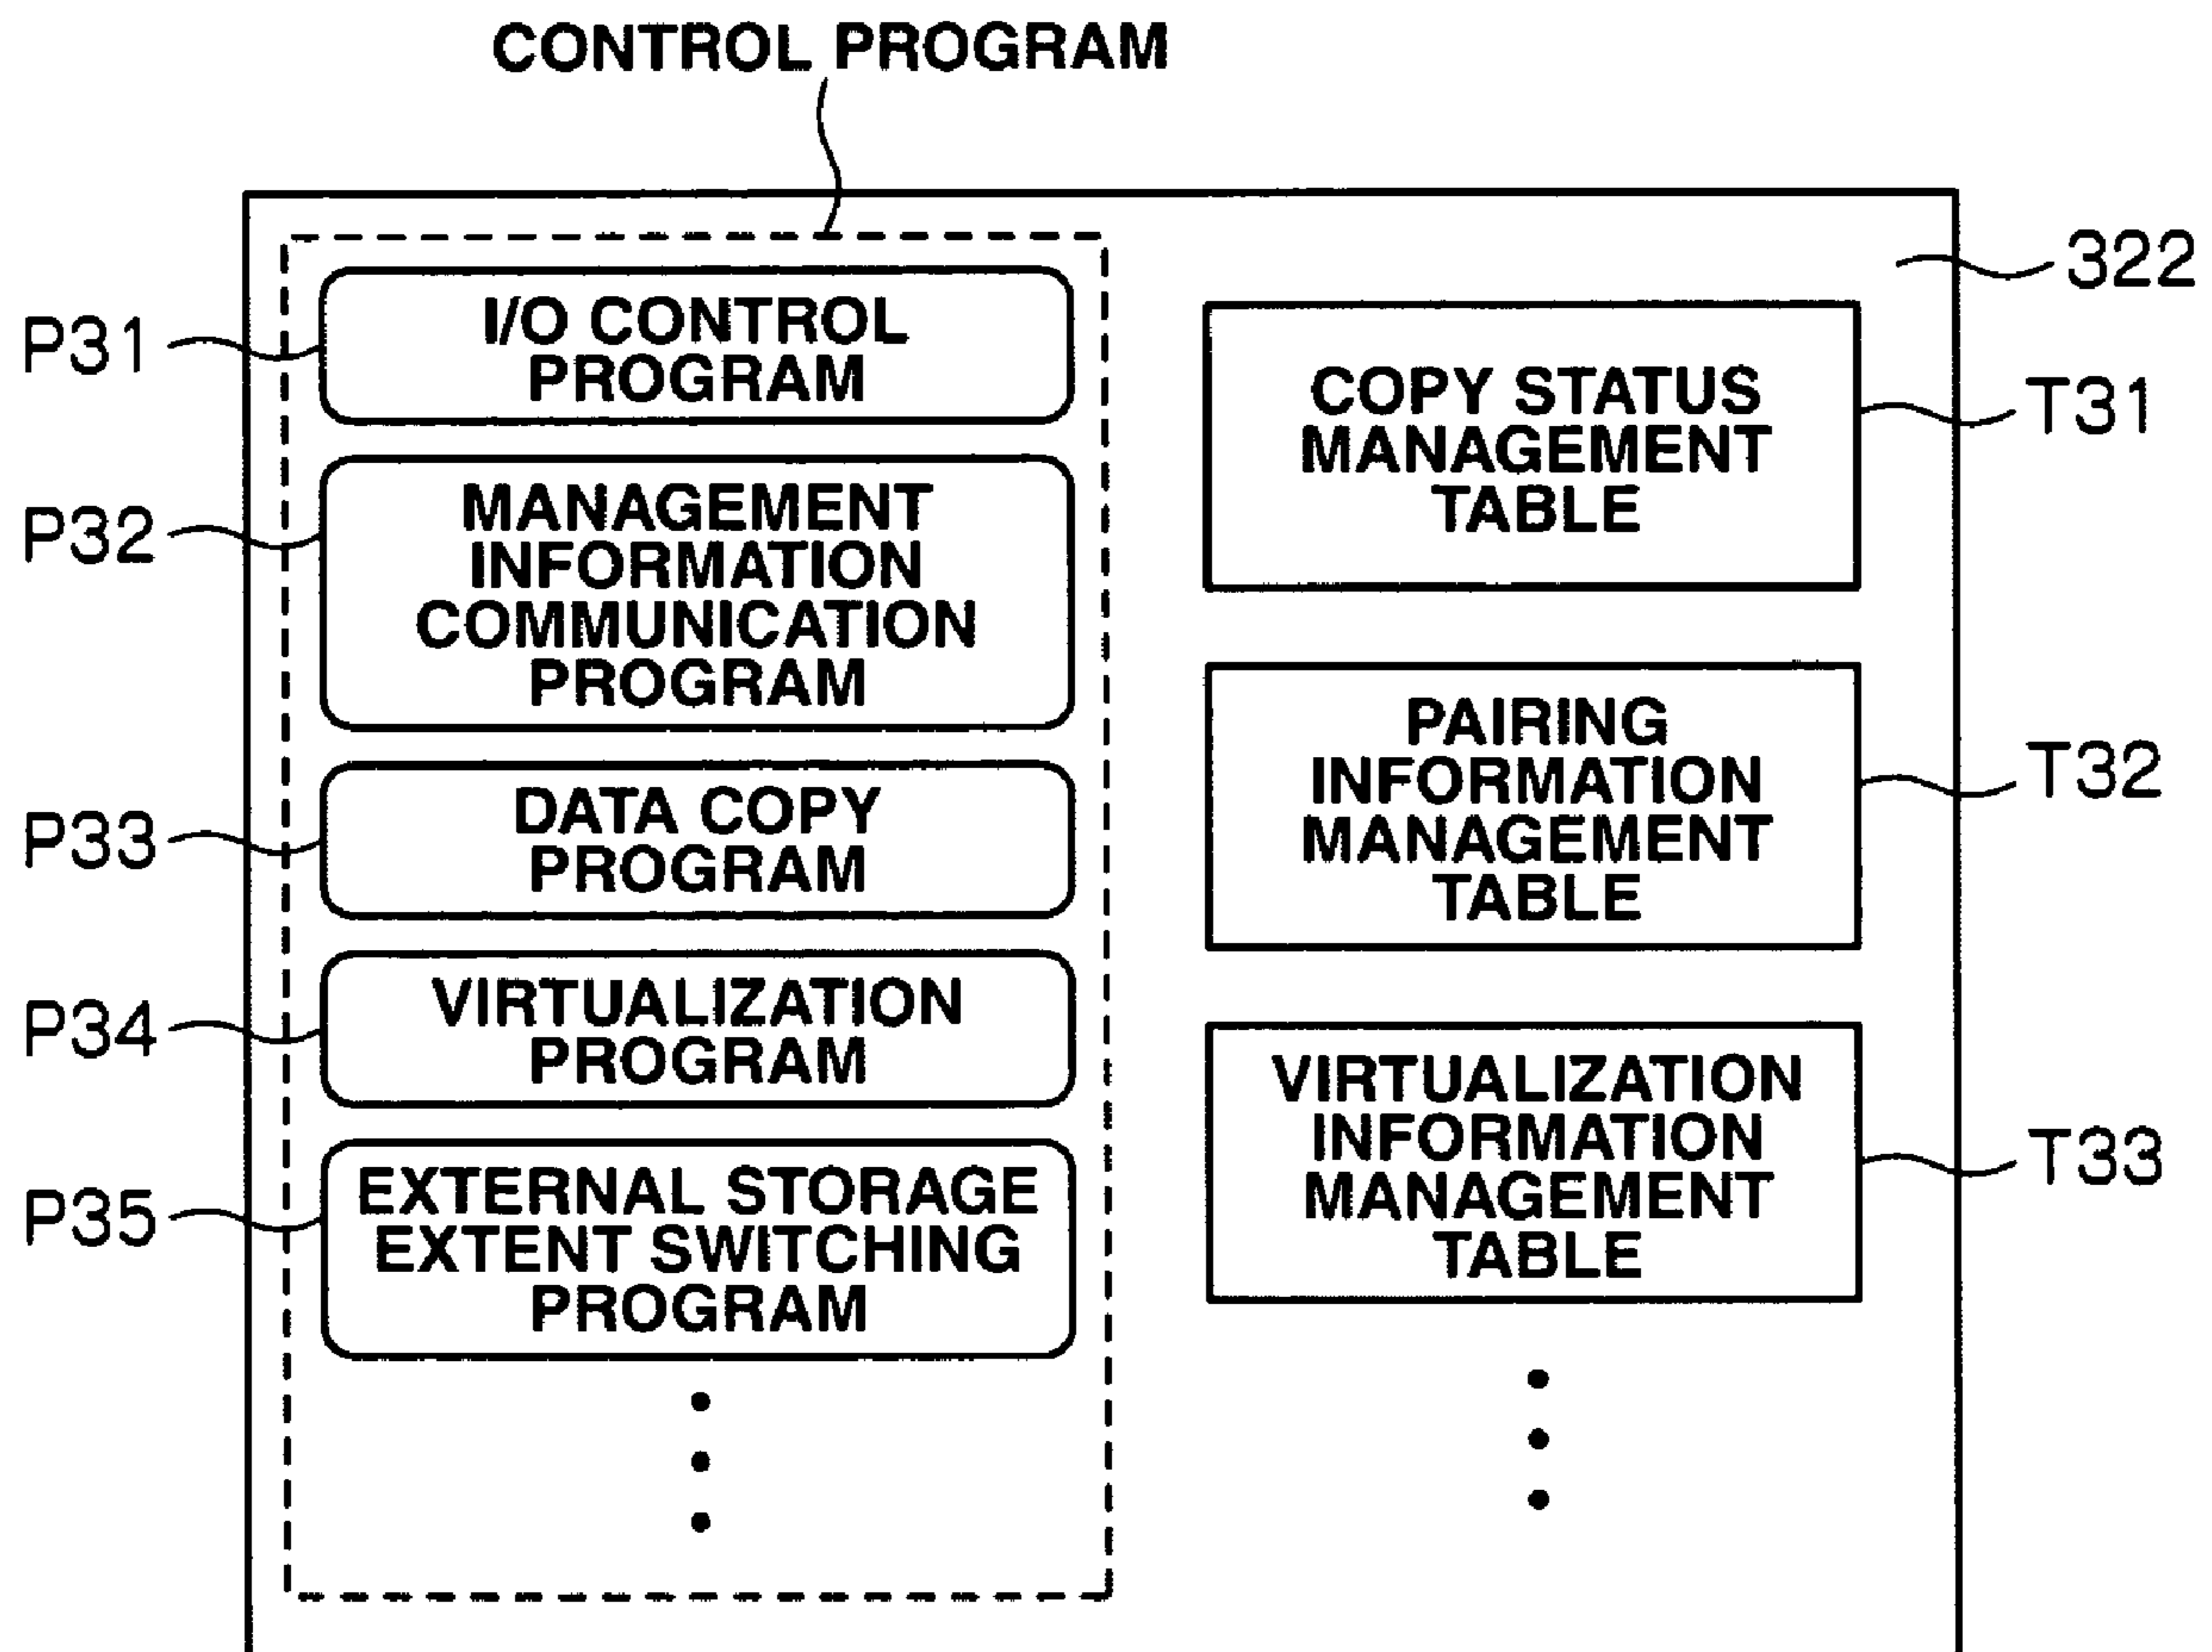 CONTROL PROGRAM
322
P31
I/O CONTROL
PROGRAM
P32
MANAGEMENT
INFORMATION
COMMUNICATION
PROGRAM
P33
DATA COPY
PROGRAM
P34
VIRTUALIZATION
PROGRAM
P35
EXTERNAL STORAGE
EXTENT SWITCHING
PROGRAM
COPY STATUS
MANAGEMENT
TABLE
T31
PAIRING
INFORMATION
MANAGEMENT
TABLE
T32
VIRTUALIZATION
INFORMATION
MANAGEMENT
TABLE
T33